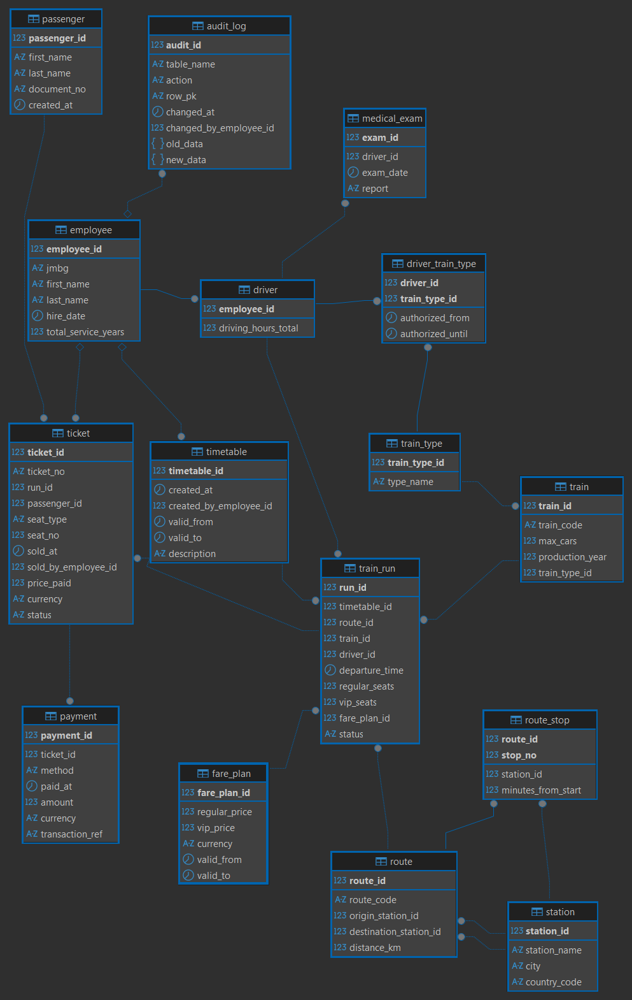 passenger
123 passenger_id
A-Z first_name
A-Z last_name
A-Z document_no
created_at
audit_log
123 audit_id
A-Z table_name
A-Z action
A-Z row_pk
changed_at
123 changed_by_employee_id
{ } old_data
{ } new_data
medical_exam
123 exam_id
123 driver_id
exam_date
A-Z report
employee
123 employee_id
A-Z jmbg
A-Z first_name
A-Z last_name
hire_date
123 total_service_years
driver
123 employee_id
123 driving_hours_total
driver_train_type
123 driver_id
123 train_type_id
authorized_from
authorized_until
ticket
123 ticket_id
A-Z ticket_no
123 run_id
123 passenger_id
A-Z seat_type
123 seat_no
sold_at
123 sold_by_employee_id
123 price_paid
A-Z currency
A-Z status
timetable
123 timetable_id
created_at
123 created_by_employee_id
valid_from
valid_to
A-Z description
train_type
123 train_type_id
A-Z type_name
train
123 train_id
A-Z train_code
123 max_cars
123 production_year
123 train_type_id
train_run
123 run_id
123 timetable_id
123 route_id
123 train_id
123 driver_id
departure_time
123 regular_seats
123 vip_seats
123 fare_plan_id
A-Z status
payment
123 payment_id
123 ticket_id
A-Z method
paid_at
123 amount
A-Z currency
A-Z transaction_ref
fare_plan
123 fare_plan_id
123 regular_price
123 vip_price
A-Z currency
valid_from
valid_to
route_stop
123 route_id
123 stop_no
123 station_id
123 minutes_from_start
route
123 route_id
A-Z route_code
123 origin_station_id
123 destination_station_id
123 distance_km
station
123 station_id
A-Z station_name
A-Z city
A-Z country_code